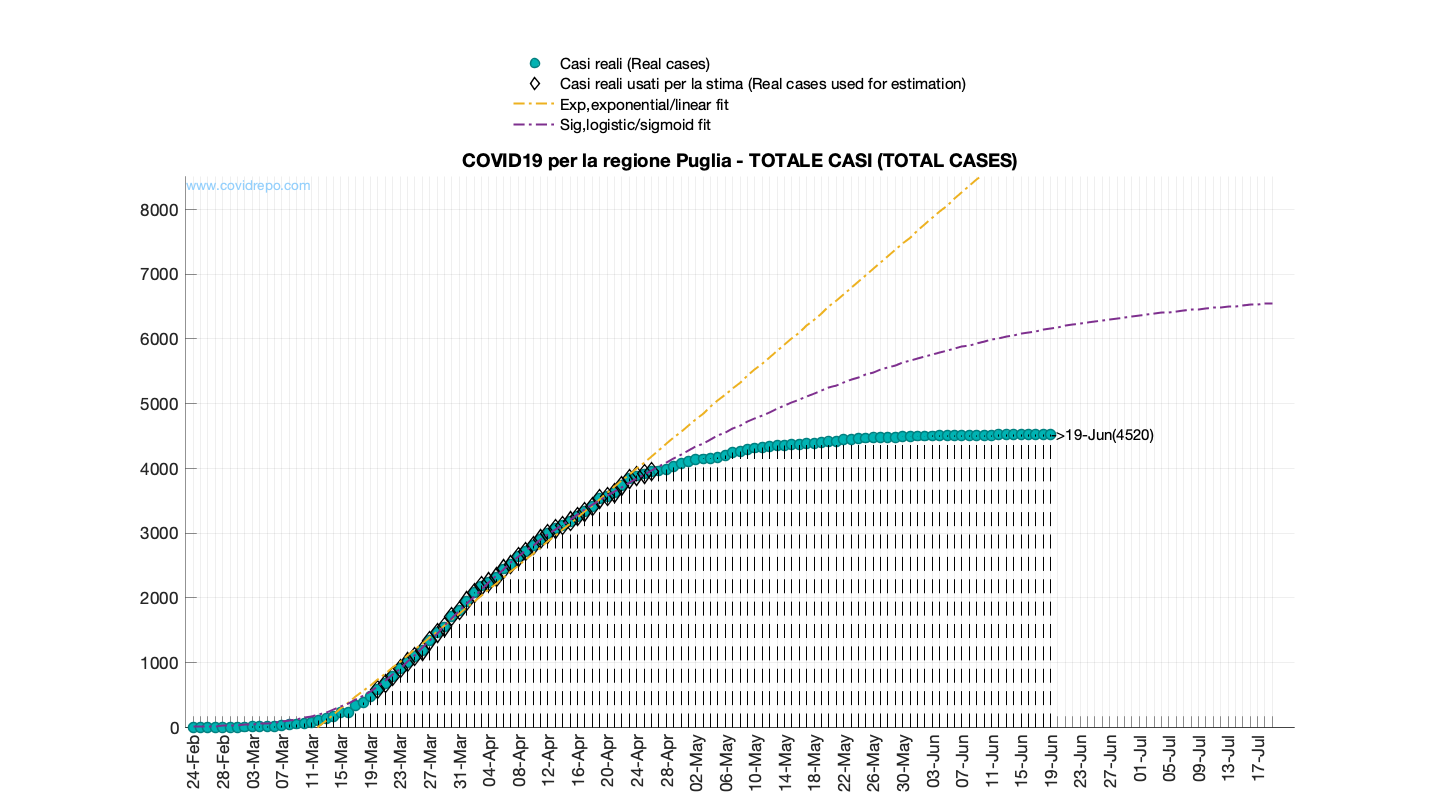 Casi reali (Real cases)
Casi reali usati per la stima (Real cases used for estimation)
Exp,exponential/linear fit
Sig,logistic/sigmoid fit
COVID19 per la regione Puglia - TOTALE CASI (TOTAL CASES)
www.covidrepo.com
8000
7000
6000
5000
4000
3000
2000
1000
0
->19-Jun(4520)
24-Feb
28-Feb
03-Mar
07-Mar
11-Mar
15-Mar
19-Mar
23-Mar
27-Mar
31-Mar
04-Apr
08-Apr
12-Apr
16-Apr
20-Apr
24-Apr
28-Apr
02-May
06-May
10-May
14-May
18-May
22-May
26-May
30-May
03-Jun
07-Jun
11-Jun
15-Jun
19-Jun
23-Jun
27-Jun
01-Jul
05-Jul
09-Jul
13-Jul
17-Jul